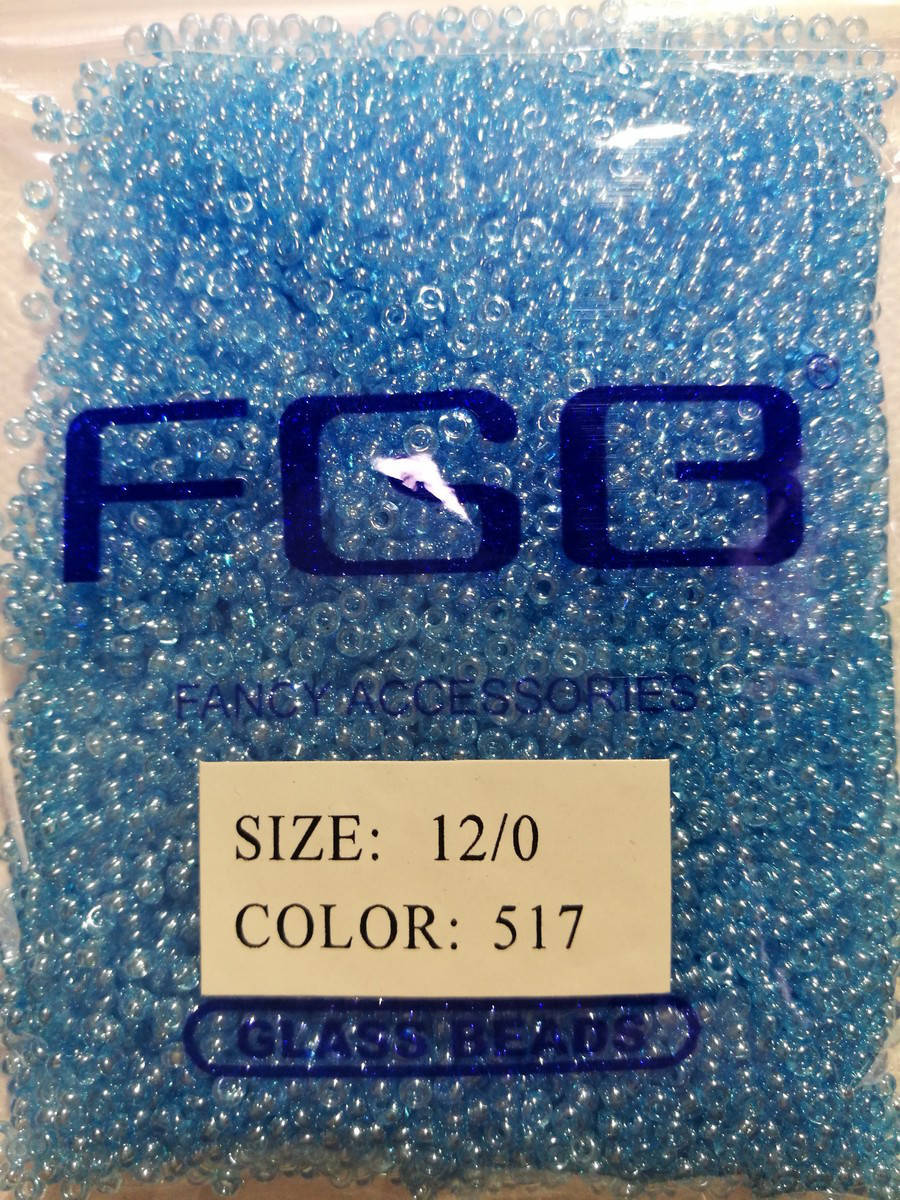 FGB
FANCY ACCESSORIES
SIZE: 12/0
COLOR: 517
GLASS BEADS